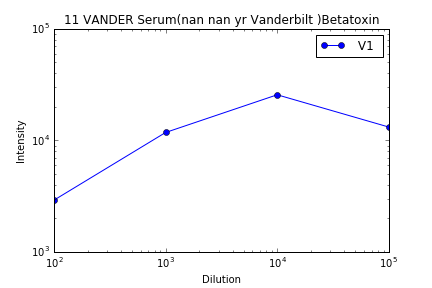 11 VANDER Serum(nan nan yr Vanderbilt )Betatoxin
10^5
V1
10^4
Intensity
10^3
10^2 10^3 10^4 10^5
Dilution